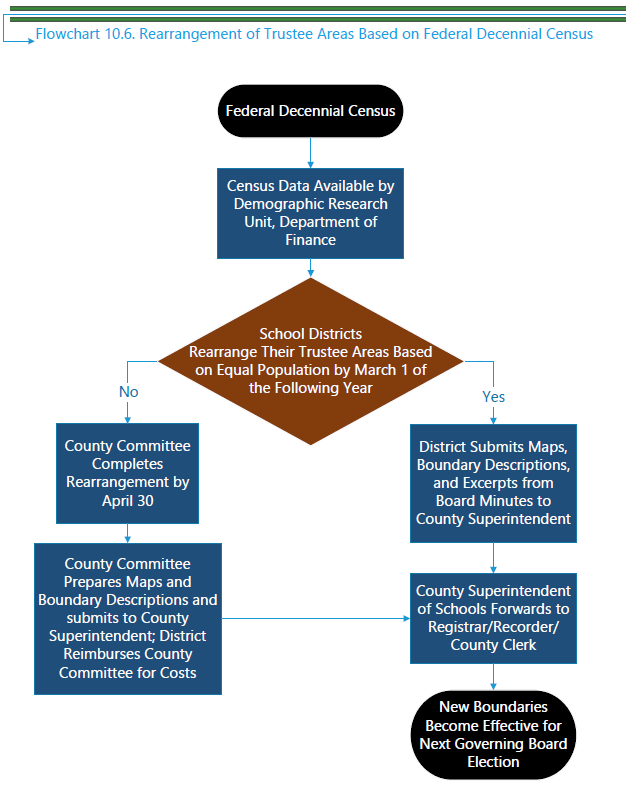 Flowchart 10.6. Rearrangement of Trustee Areas Based on Federal Decennial Census
Federal Decennial Census
Census Data Available by
Demographic Research
Unit, Department of
Finance
School Districts
Rearrange Their Trustee Areas Based
on Equal Population by March 1 of
the Following Year
No
Yes
County Committee
Completes
Rearrangement by
April 30
District Submits Maps,
Boundary Descriptions,
and Excerpts from
Board Minutes to
County Superintendent
County Committee
Prepares Maps and
Boundary Descriptions and
submits to County
Superintendent; District
Reimburses County
Committee for Costs
County Superintendent
of Schools Forwards to
Registrar/Recorder/
County Clerk
New Boundaries
Become Effective for
Next Governing Board
Election